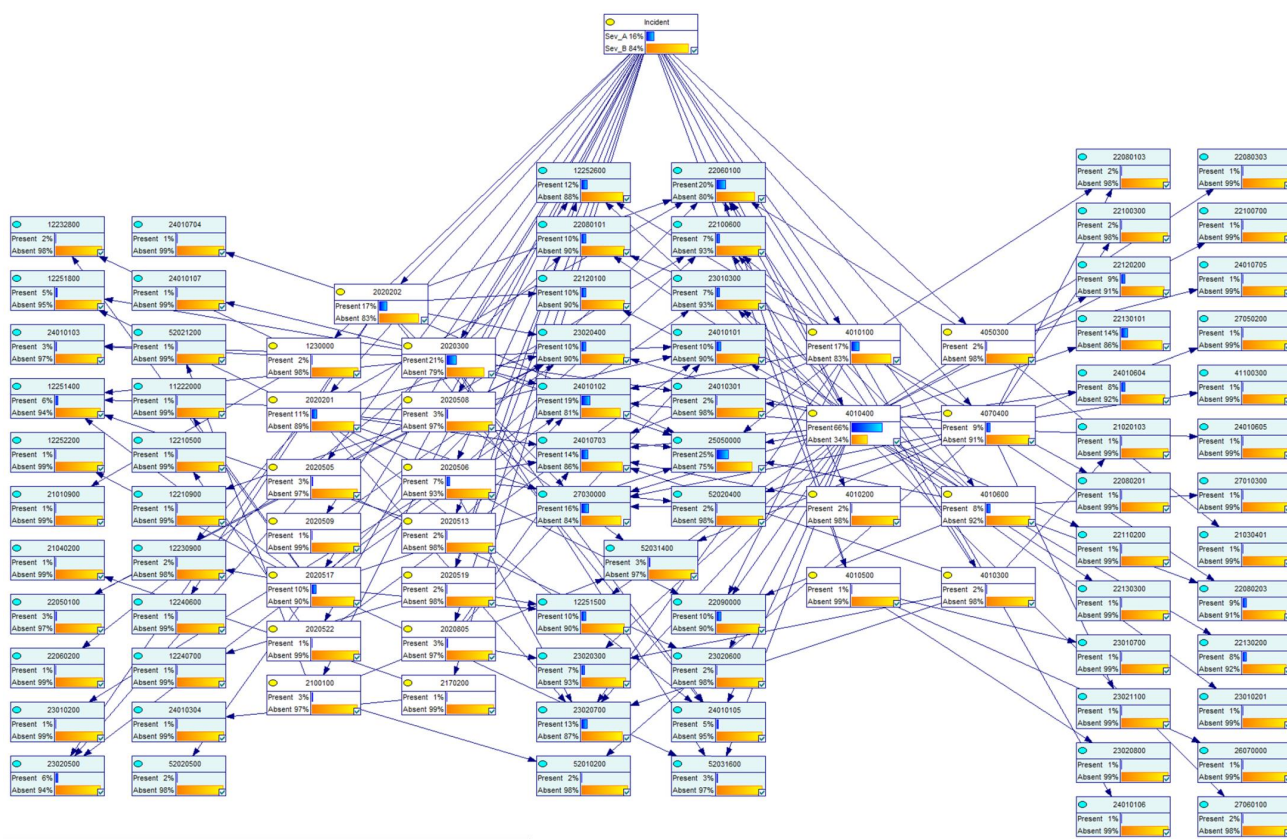 Incident
Sev_A 16%
Sev_B 84%
12232800
Present 2%
Absent 98%
12251800
Present 5%
Absent 95%
24010103
Present 3%
Absent 97%
12251400
Present 6%
Absent 94%
12252200
Present 1%
Absent 99%
21010900
Present 1%
Absent 99%
21040200
Present 1%
Absent 99%
22050100
Present 3%
Absent 97%
22060200
Present 1%
Absent 99%
23010200
Present 1%
Absent 99%
23020500
Present 6%
Absent 94%
24010704
Present 1%
Absent 99%
24010107
Present 1%
Absent 99%
52021200
Present 1%
Absent 99%
11222000
Present 1%
Absent 99%
12210500
Present 1%
Absent 99%
12210900
Present 1%
Absent 99%
12230900
Present 2%
Absent 98%
12240600
Present 1%
Absent 99%
12240700
Present 1%
Absent 99%
24010304
Present 1%
Absent 99%
52020500
Present 2%
Absent 98%
2020202
Present 17%
Absent 83%
1230000
Present 2%
Absent 98%
2020201
Present 11%
Absent 89%
2020505
Present 3%
Absent 97%
2020509
Present 1%
Absent 99%
2020517
Present 10%
Absent 90%
2020522
Present 1%
Absent 99%
2100100
Present 3%
Absent 97%
2020300
Present 21%
Absent 79%
2020508
Present 3%
Absent 97%
2020506
Present 7%
Absent 93%
2020513
Present 2%
Absent 98%
2020519
Present 2%
Absent 98%
2020805
Present 3%
Absent 97%
2170200
Present 1%
Absent 99%
12252600
Present 12%
Absent 88%
22080101
Present 10%
Absent 90%
22120100
Present 10%
Absent 90%
23020400
Present 10%
Absent 90%
24010102
Present 19%
Absent 81%
24010703
Present 14%
Absent 86%
27030000
Present 16%
Absent 84%
52031400
Present 3%
Absent 97%
12251500
Present 10%
Absent 90%
23020300
Present 7%
Absent 93%
23020700
Present 13%
Absent 87%
52010200
Present 2%
Absent 98%
22060100
Present 20%
Absent 80%
22100600
Present 7%
Absent 93%
23010300
Present 7%
Absent 93%
24010101
Present 10%
Absent 90%
24010301
Present 2%
Absent 98%
25050000
Present 25%
Absent 75%
52020400
Present 2%
Absent 98%
22090000
Present 10%
Absent 90%
23020600
Present 2%
Absent 98%
24010105
Present 5%
Absent 95%
52031600
Present 3%
Absent 97%
4010100
Present 17%
Absent 83%
4010400
Present 66%
Absent 34%
4010200
Present 2%
Absent 98%
4010500
Present 1%
Absent 99%
4050300
Present 2%
Absent 98%
4070400
Present 9%
Absent 91%
4010600
Present 8%
Absent 92%
4010300
Present 2%
Absent 98%
22080103
Present 2%
Absent 98%
22100300
Present 2%
Absent 98%
22120200
Present 9%
Absent 91%
22130101
Present 14%
Absent 86%
24010604
Present 8%
Absent 92%
21020103
Present 1%
Absent 99%
22080201
Present 1%
Absent 99%
22110200
Present 1%
Absent 99%
22130300
Present 1%
Absent 99%
23010700
Present 1%
Absent 99%
23021100
Present 1%
Absent 99%
23020800
Present 1%
Absent 99%
24010106
Present 1%
Absent 99%
22080303
Present 1%
Absent 99%
22100700
Present 1%
Absent 99%
24010705
Present 1%
Absent 99%
27050200
Present 1%
Absent 99%
41100300
Present 1%
Absent 99%
24010605
Present 1%
Absent 99%
27010300
Present 1%
Absent 99%
21030401
Present 1%
Absent 99%
22080203
Present 9%
Absent 91%
22130200
Present 8%
Absent 92%
23010201
Present 1%
Absent 99%
26070000
Present 1%
Absent 99%
27060100
Present 2%
Absent 98%